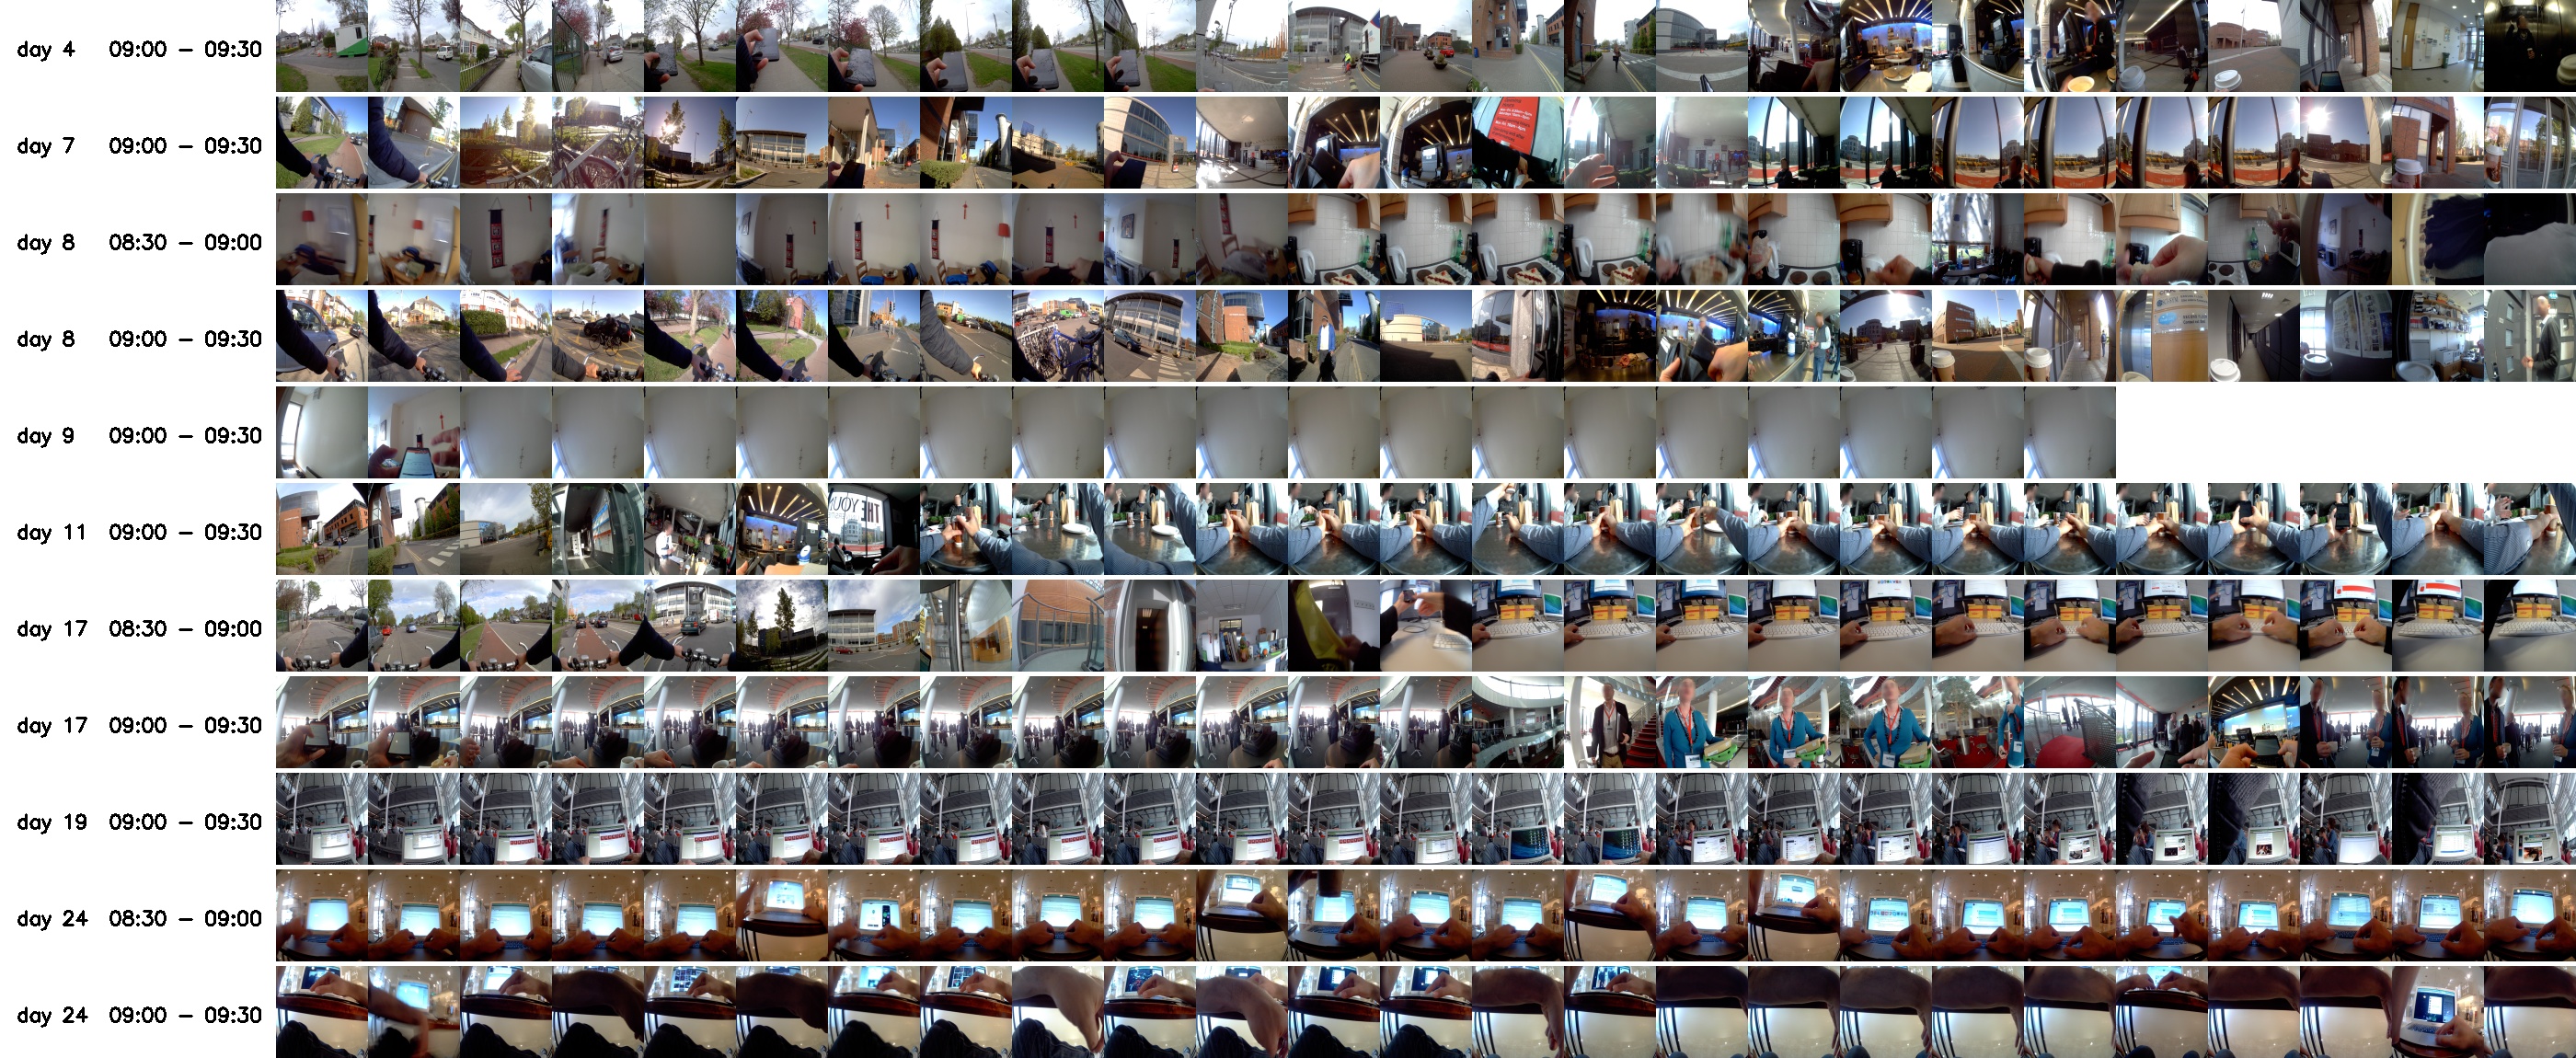 day 4 09:00 - 09:30
day 7 09:00 - 09:30
day 8 08:30 - 09:00
day 8 09:00 - 09:30
day 9 09:00 - 09:30
day 11 09:00 - 09:30
THE YOU
day 17 08:30 - 09:00
day 17 09:00 - 09:30
day 19 09:00 - 09:30
day 24 08:30 - 09:00
day 24 09:00 - 09:30